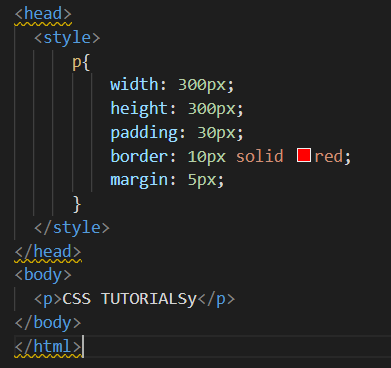 <head>
<style>
p{
width: 300px;
height: 300px;
padding: 30px;
border: 10px solid red;
margin: 5px;
}
</style>
</head>
<body>
<p>CSS TUTORIALSy</p>
</body>
</html>